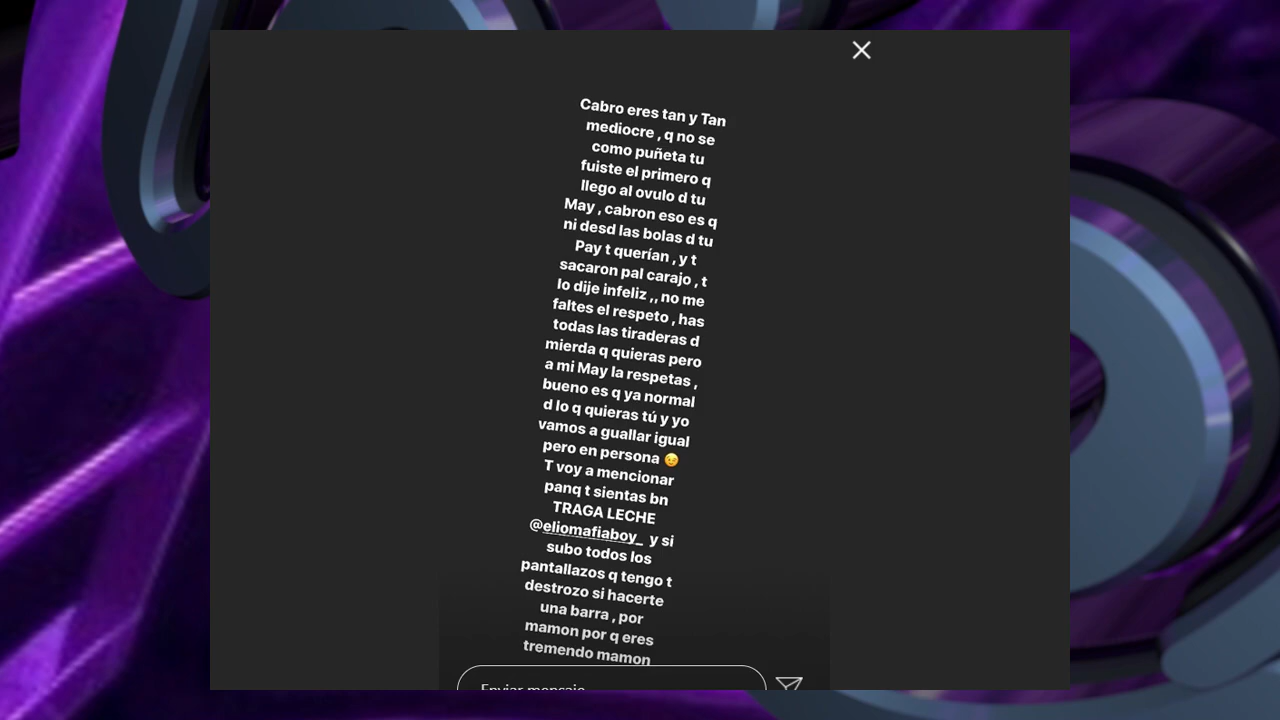 Cabro eres tan y Tan
mediocre , q no se
como puñeta tu
fuiste el primero q
llego al ovulo d tu
May , cabron eso es q
ni desd las bolas d tu
Pay t querían , y t
sacaron pal carajo , t
lo dije infeliz ,, no me
faltes el respeto , has
todas las tiraderas d
mierda q quieras pero
a mi May la respetas ,
bueno es q ya normal
d lo q quieras tú y yo
vamos a guallar igual
pero en persona 😉
T voy a mencionar
panq t sientas bn
TRAGA LECHE
@eliomafiaboy_ y si
subo todos los
pantallazos q tengo t
destrozo si hacerte
una barra , por
mamon por q eres
tremendo mamon
Enviar mensaje